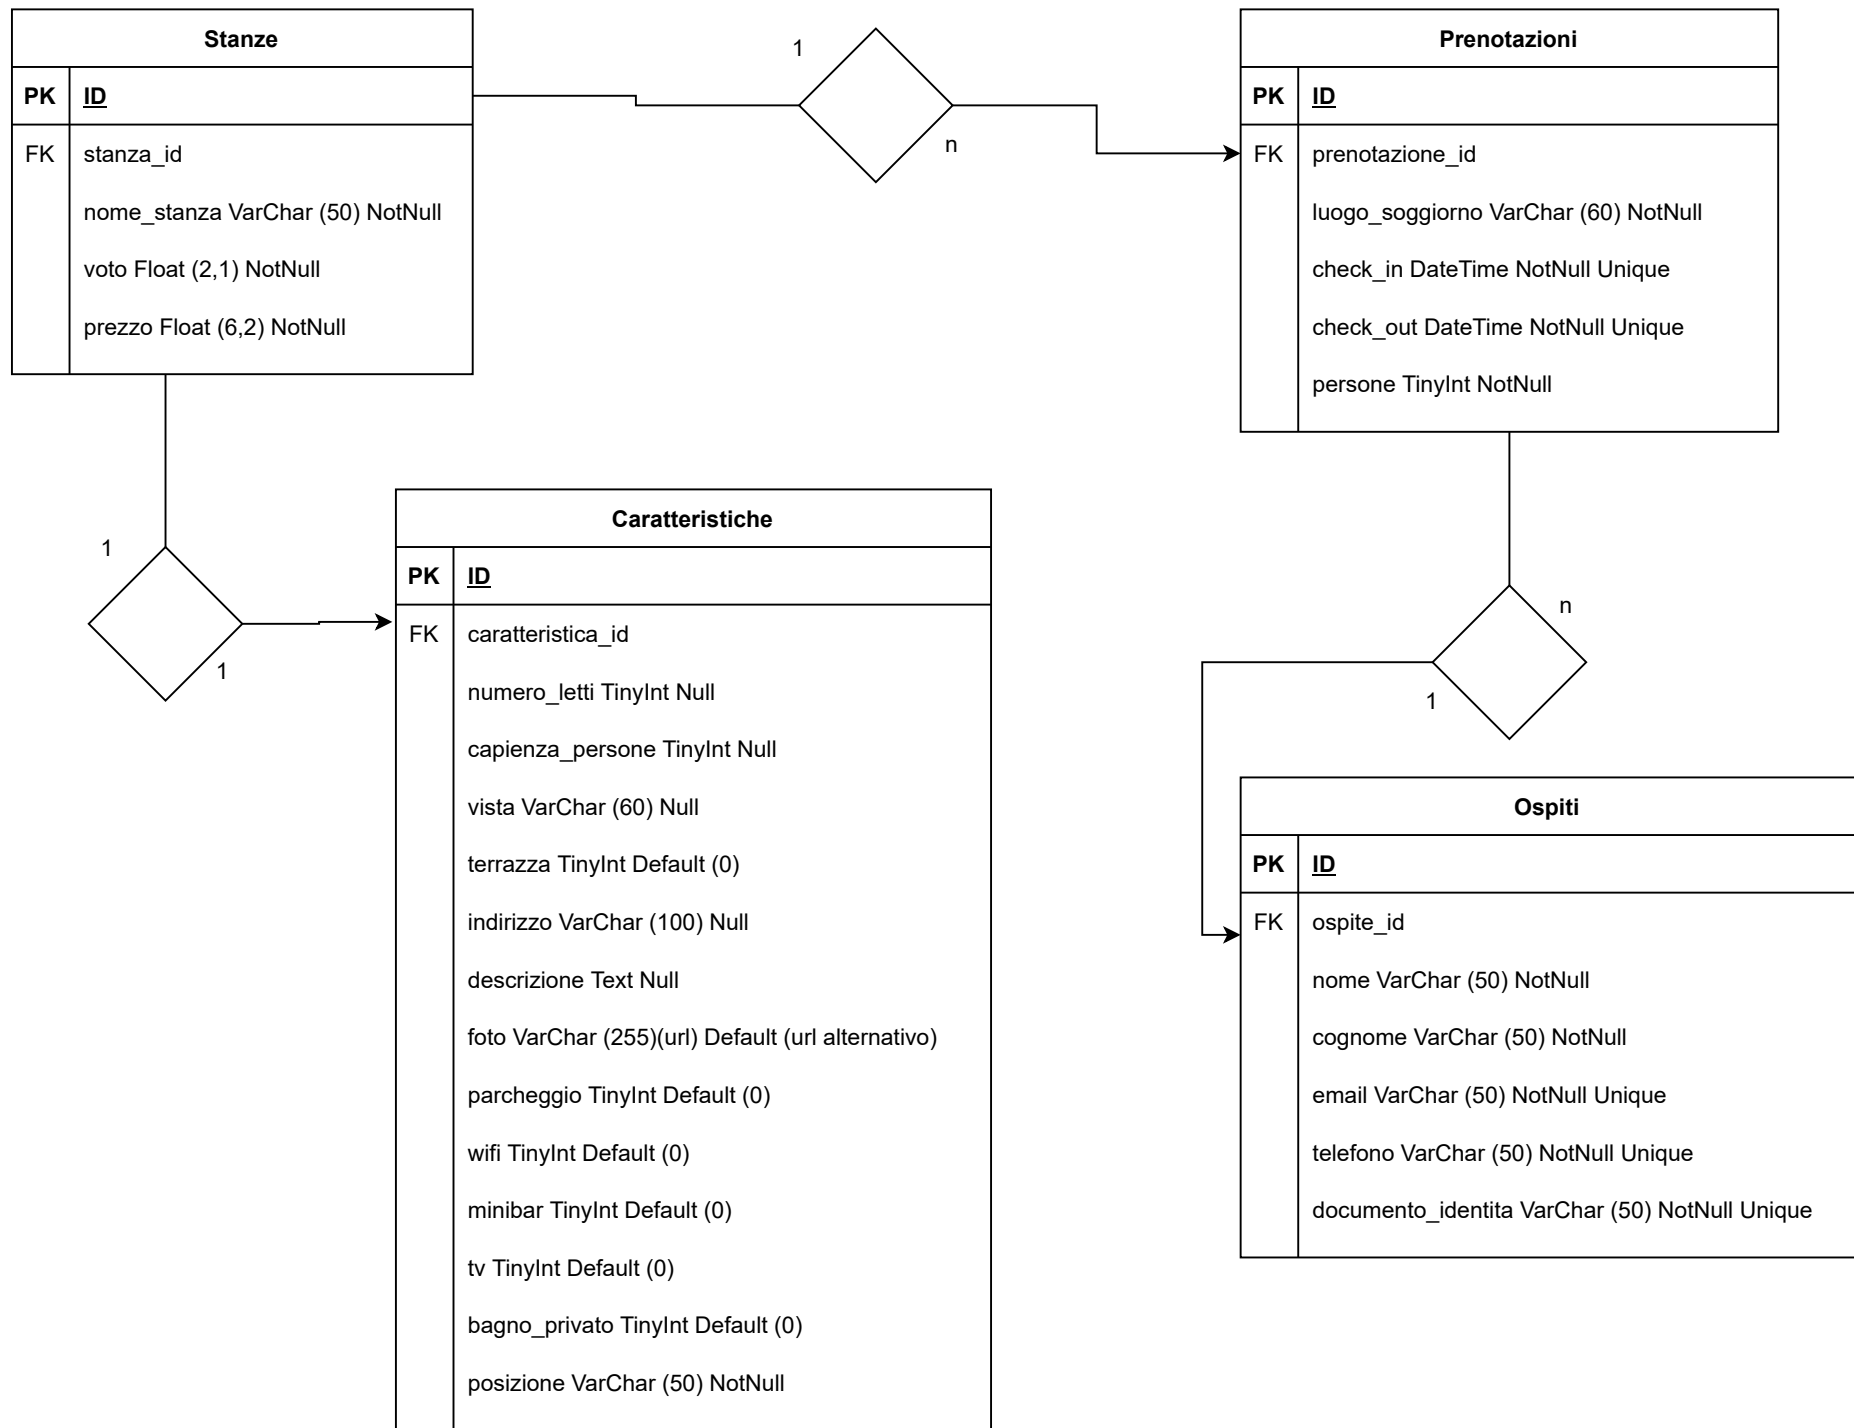 Stanze
PK ID
FK stanza_id
nome_stanza VarChar (50) NotNull
voto Float (2,1) NotNull
prezzo Float (6,2) NotNull
1
n
Prenotazioni
PK ID
FK prenotazione_id
luogo_soggiorno VarChar (60) NotNull
check_in DateTime NotNull Unique
check_out DateTime NotNull Unique
persone TinyInt NotNull
1
1
Caratteristiche
PK ID
FK caratteristica_id
numero_letti TinyInt Null
capienza_persone TinyInt Null
vista VarChar (60) Null
terrazza TinyInt Default (0)
indirizzo VarChar (100) Null
descrizione Text Null
foto VarChar (255)(url) Default (url alternativo)
parcheggio TinyInt Default (0)
wifi TinyInt Default (0)
minibar TinyInt Default (0)
tv TinyInt Default (0)
bagno_privato TinyInt Default (0)
posizione VarChar (50) NotNull
n
1
Ospiti
PK ID
FK ospite_id
nome VarChar (50) NotNull
cognome VarChar (50) NotNull
email VarChar (50) NotNull Unique
telefono VarChar (50) NotNull Unique
documento_identita VarChar (50) NotNull Unique